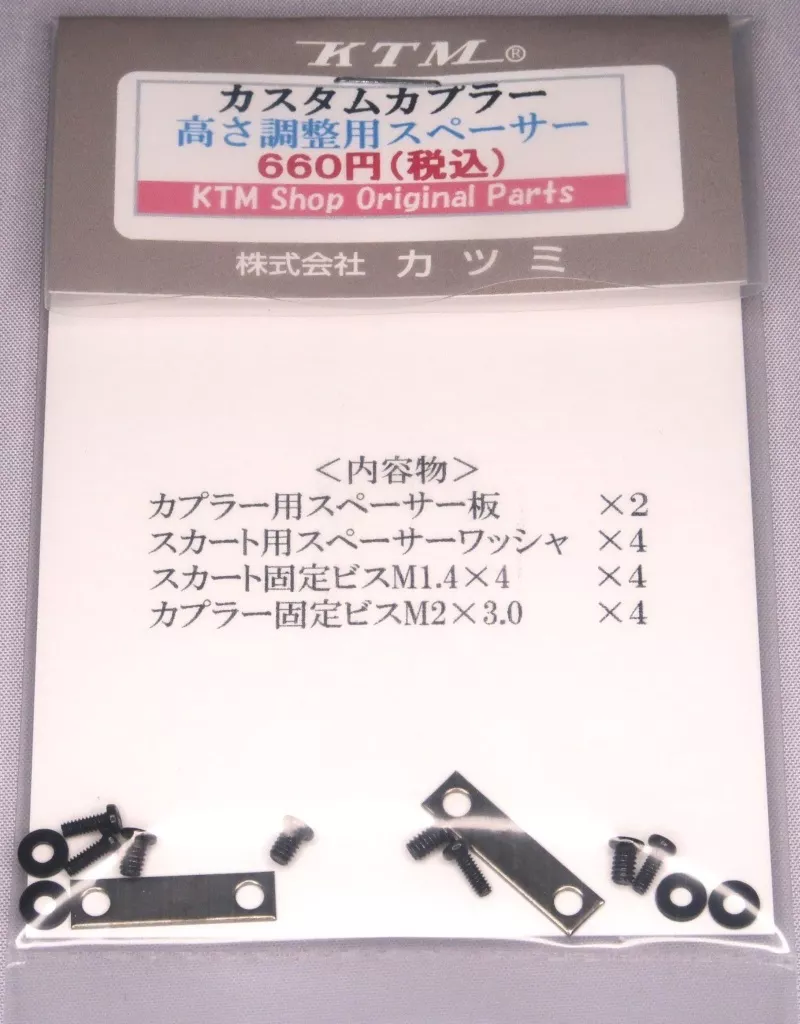 KTM®
カスタムカプラー
高さ調整用スペーサー
660円(税込)
KTM Shop Original Parts
株式会社 カツミ
＜内容物＞
カプラー用スペーサー板 ×2
スカート用スペーサーワッシャ ×4
スカート固定ビスM1.4×4 ×4
カプラー固定ビスM2×3.0 ×4